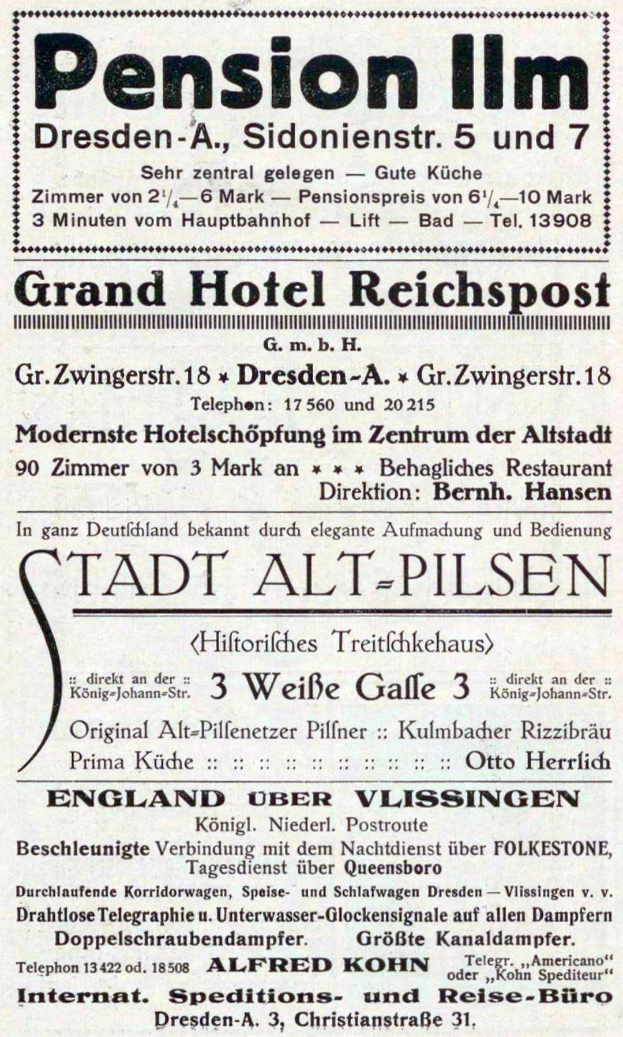 Pension Ilm
Dresden-A., Sidonienstr. 5 und 7
Sehr zentral gelegen — Gute Küche
Zimmer von 2¹/₄—6 Mark — Pensionspreis von 6¹/₄—10 Mark
3 Minuten vom Hauptbahnhof — Lift — Bad — Tel. 13908
Grand Hotel Reichspost
G. m. b. H.
Gr. Zwingerstr. 18 * Dresden-A. * Gr. Zwingerstr. 18
Telephon: 17560 und 20215
Modernste Hotelschöpfung im Zentrum der Altstadt
90 Zimmer von 3 Mark an * * * Behagliches Restaurant
Direktion: Bernh. Hansen
In ganz Deutſchland bekannt durch elegante Aufmachung und Bedienung
STADT ALT=PILSEN
〈Hiſtoriſches Treitſchkehaus〉
:: direkt an der :: König=Johann=Str. 3 Weiße Gaſſe 3 :: direkt an der :: König=Johann=Str.
Original Alt=Pilſenetzer Pilſner :: Kulmbacher Rizzibräu
Prima Küche :: :: :: :: :: :: :: :: :: :: Otto Herrlich
ENGLAND ÜBER VLISSINGEN
Königl. Niederl. Postroute
Beschleunigte Verbindung mit dem Nachtdienst über FOLKESTONE,
Tagesdienst über Queensboro
Durchlaufende Korridorwagen, Speise- und Schlafwagen Dresden — Vlissingen v. v.
Drahtlose Telegraphie u. Unterwasser-Glockensignale auf allen Dampfern
Doppelschraubendampfer. Größte Kanaldampfer.
Telephon 13422 od. 18508 ALFRED KOHN Telegr. „Americano“ oder „Kohn Spediteur“
Internat. Speditions- und Reise-Büro
Dresden-A. 3, Christianstraße 31.